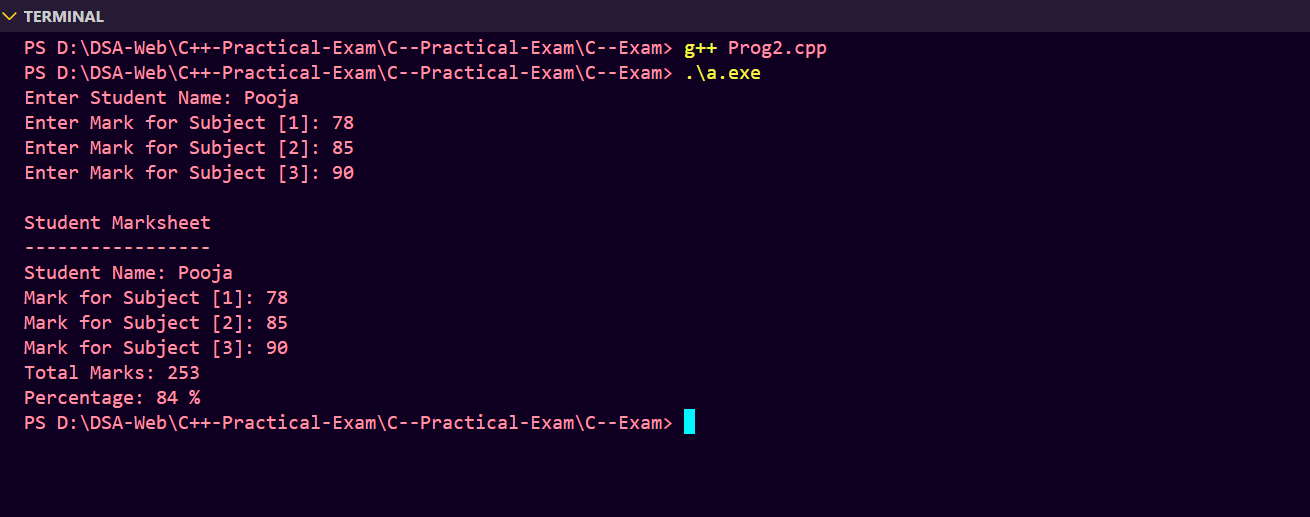 TERMINAL
PS D:\DSA-Web\C++-Practical-Exam\C--Practical-Exam\C--Exam> g++ Prog2.cpp
PS D:\DSA-Web\C++-Practical-Exam\C--Practical-Exam\C--Exam> .\a.exe
Enter Student Name: Pooja
Enter Mark for Subject [1]: 78
Enter Mark for Subject [2]: 85
Enter Mark for Subject [3]: 90

Student Marksheet
-----------------
Student Name: Pooja
Mark for Subject [1]: 78
Mark for Subject [2]: 85
Mark for Subject [3]: 90
Total Marks: 253
Percentage: 84 %
PS D:\DSA-Web\C++-Practical-Exam\C--Practical-Exam\C--Exam>